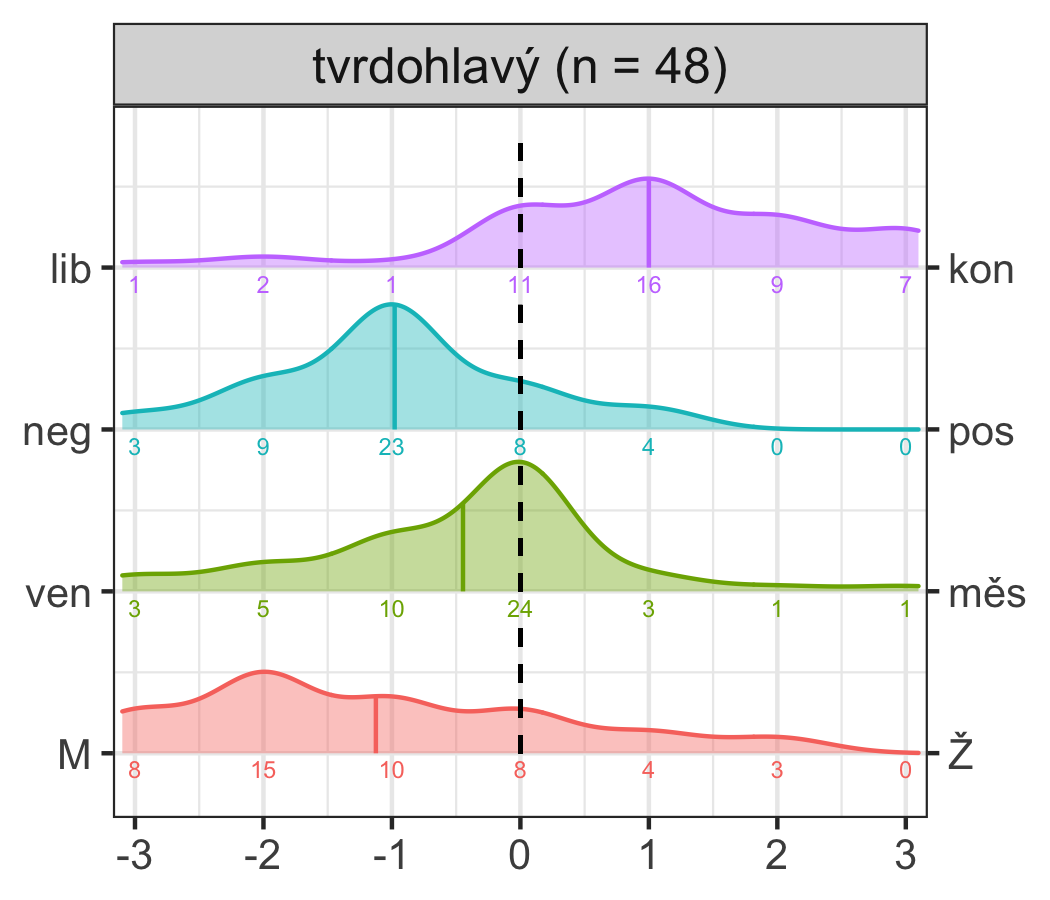 tvrdohlavý (n = 48)
lib kon
1 2 1 11 16 9 7
neg pos
3 9 23 8 4 0 0
ven měs
3 5 10 24 3 1 1
M Ž
8 15 10 8 4 3 0
-3 -2 -1 0 1 2 3